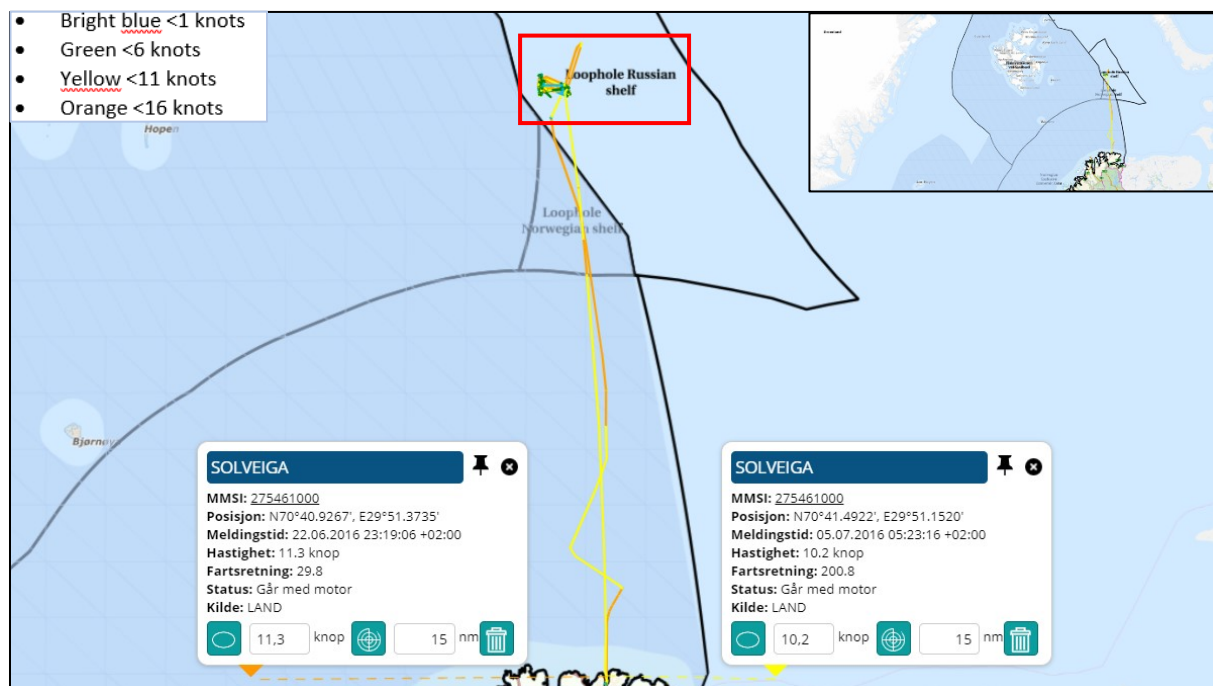 • Bright blue <1 knots
• Green <6 knots
• Yellow <11 knots
• Orange <16 knots
Hopen
Loophole Russian
shelf
Loophole
Norwegian shelf
Bjørnøy
SOLVEIGA
MMSI: 275461000
Posisjon: N70°40.9267', E29°51.3735'
Meldingstid: 22.06.2016 23:19:06 +02:00
Hastighet: 11.3 knop
Fartsretning: 29.8
Status: Går med motor
Kilde: LAND
11,3 knop 15 nm
SOLVEIGA
MMSI: 275461000
Posisjon: N70°41.4922', E29°51.1520'
Meldingstid: 05.07.2016 05:23:16 +02:00
Hastighet: 10.2 knop
Fartsretning: 200.8
Status: Går med motor
Kilde: LAND
10,2 knop 15 nm